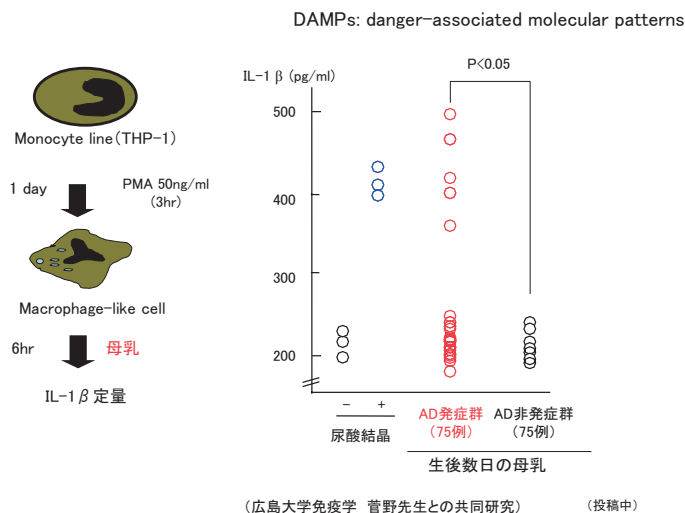 DAMPs: danger-associated molecular patterns
Monocyte line(THP-1)
1 day
PMA 50ng/ml
(3hr)
Macrophage-like cell
6hr
母乳
IL-1β定量
IL-1β (pg/ml)
P<0.05
500
400
300
200
－
＋
尿酸結晶
AD発症群
(75例)
AD非発症群
(75例)
生後数日の母乳
(広島大学免疫学 菅野先生との共同研究)
(投稿中)